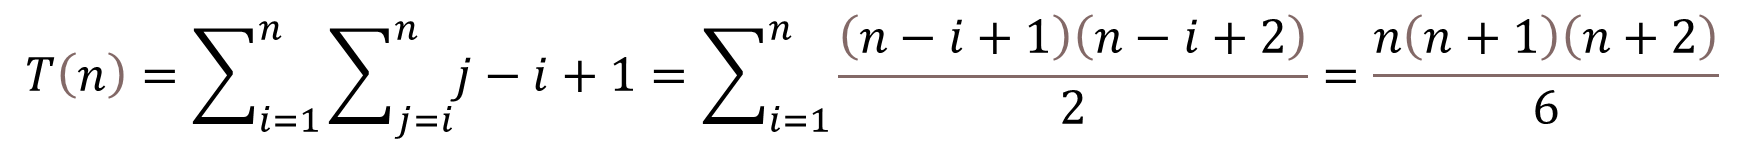 T(n) = ∑_{i=1}^{n} ∑_{j=i}^{n} j − i + 1 = ∑_{i=1}^{n} (n − i + 1)(n − i + 2)/2 = n(n + 1)(n + 2)/6